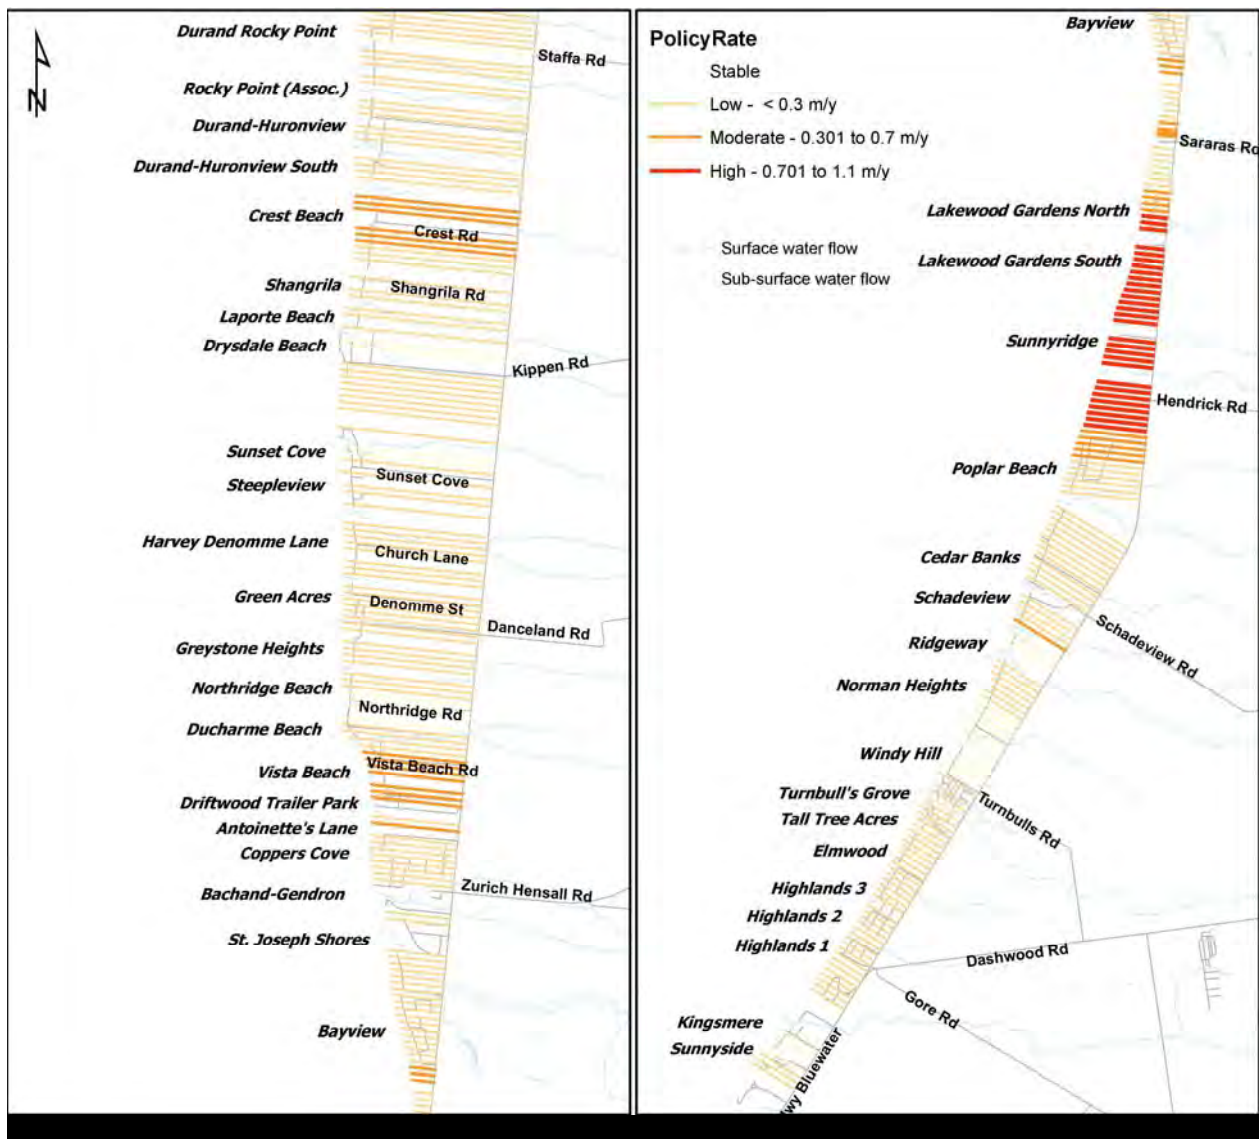 Durand Rocky Point
Staffa Rd
N
Rocky Point (Assoc.)
Durand-Huronview
Durand-Huronview South
Crest Beach
Crest Rd
Shangrila
Shangrila Rd
Laporte Beach
Drysdale Beach
Kippen Rd
Sunset Cove
Sunset Cove
Steepleview
Harvey Denomme Lane
Church Lane
Green Acres
Denomme St
Danceland Rd
Greystone Heights
Northridge Beach
Northridge Rd
Ducharme Beach
Vista Beach Rd
Vista Beach
Driftwood Trailer Park
Antoinette's Lane
Coppers Cove
Zurich Hensall Rd
Bachand-Gendron
St. Joseph Shores
Bayview
Bayview
PolicyRate
Stable
Low - < 0.3 m/y
Moderate - 0.301 to 0.7 m/y
High - 0.701 to 1.1 m/y
Surface water flow
Sub-surface water flow
Sararas Rd
Lakewood Gardens North
Lakewood Gardens South
Sunnyridge
Hendrick Rd
Poplar Beach
Cedar Banks
Schadeview
Schadeview Rd
Ridgeway
Norman Heights
Windy Hill
Turnbull's Grove
Turnbulls Rd
Tall Tree Acres
Elmwood
Highlands 3
Highlands 2
Highlands 1
Dashwood Rd
Gore Rd
Kingsmere
Sunnyside
Hwy Bluewater